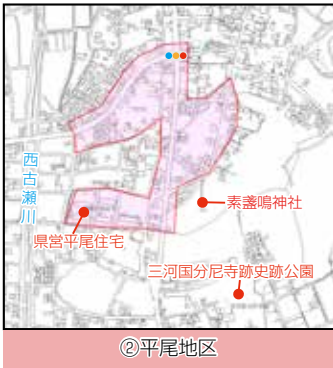 西古瀬川
素盞鳴神社
県営平尾住宅
三河国分尼寺跡史跡公園
②平尾地区